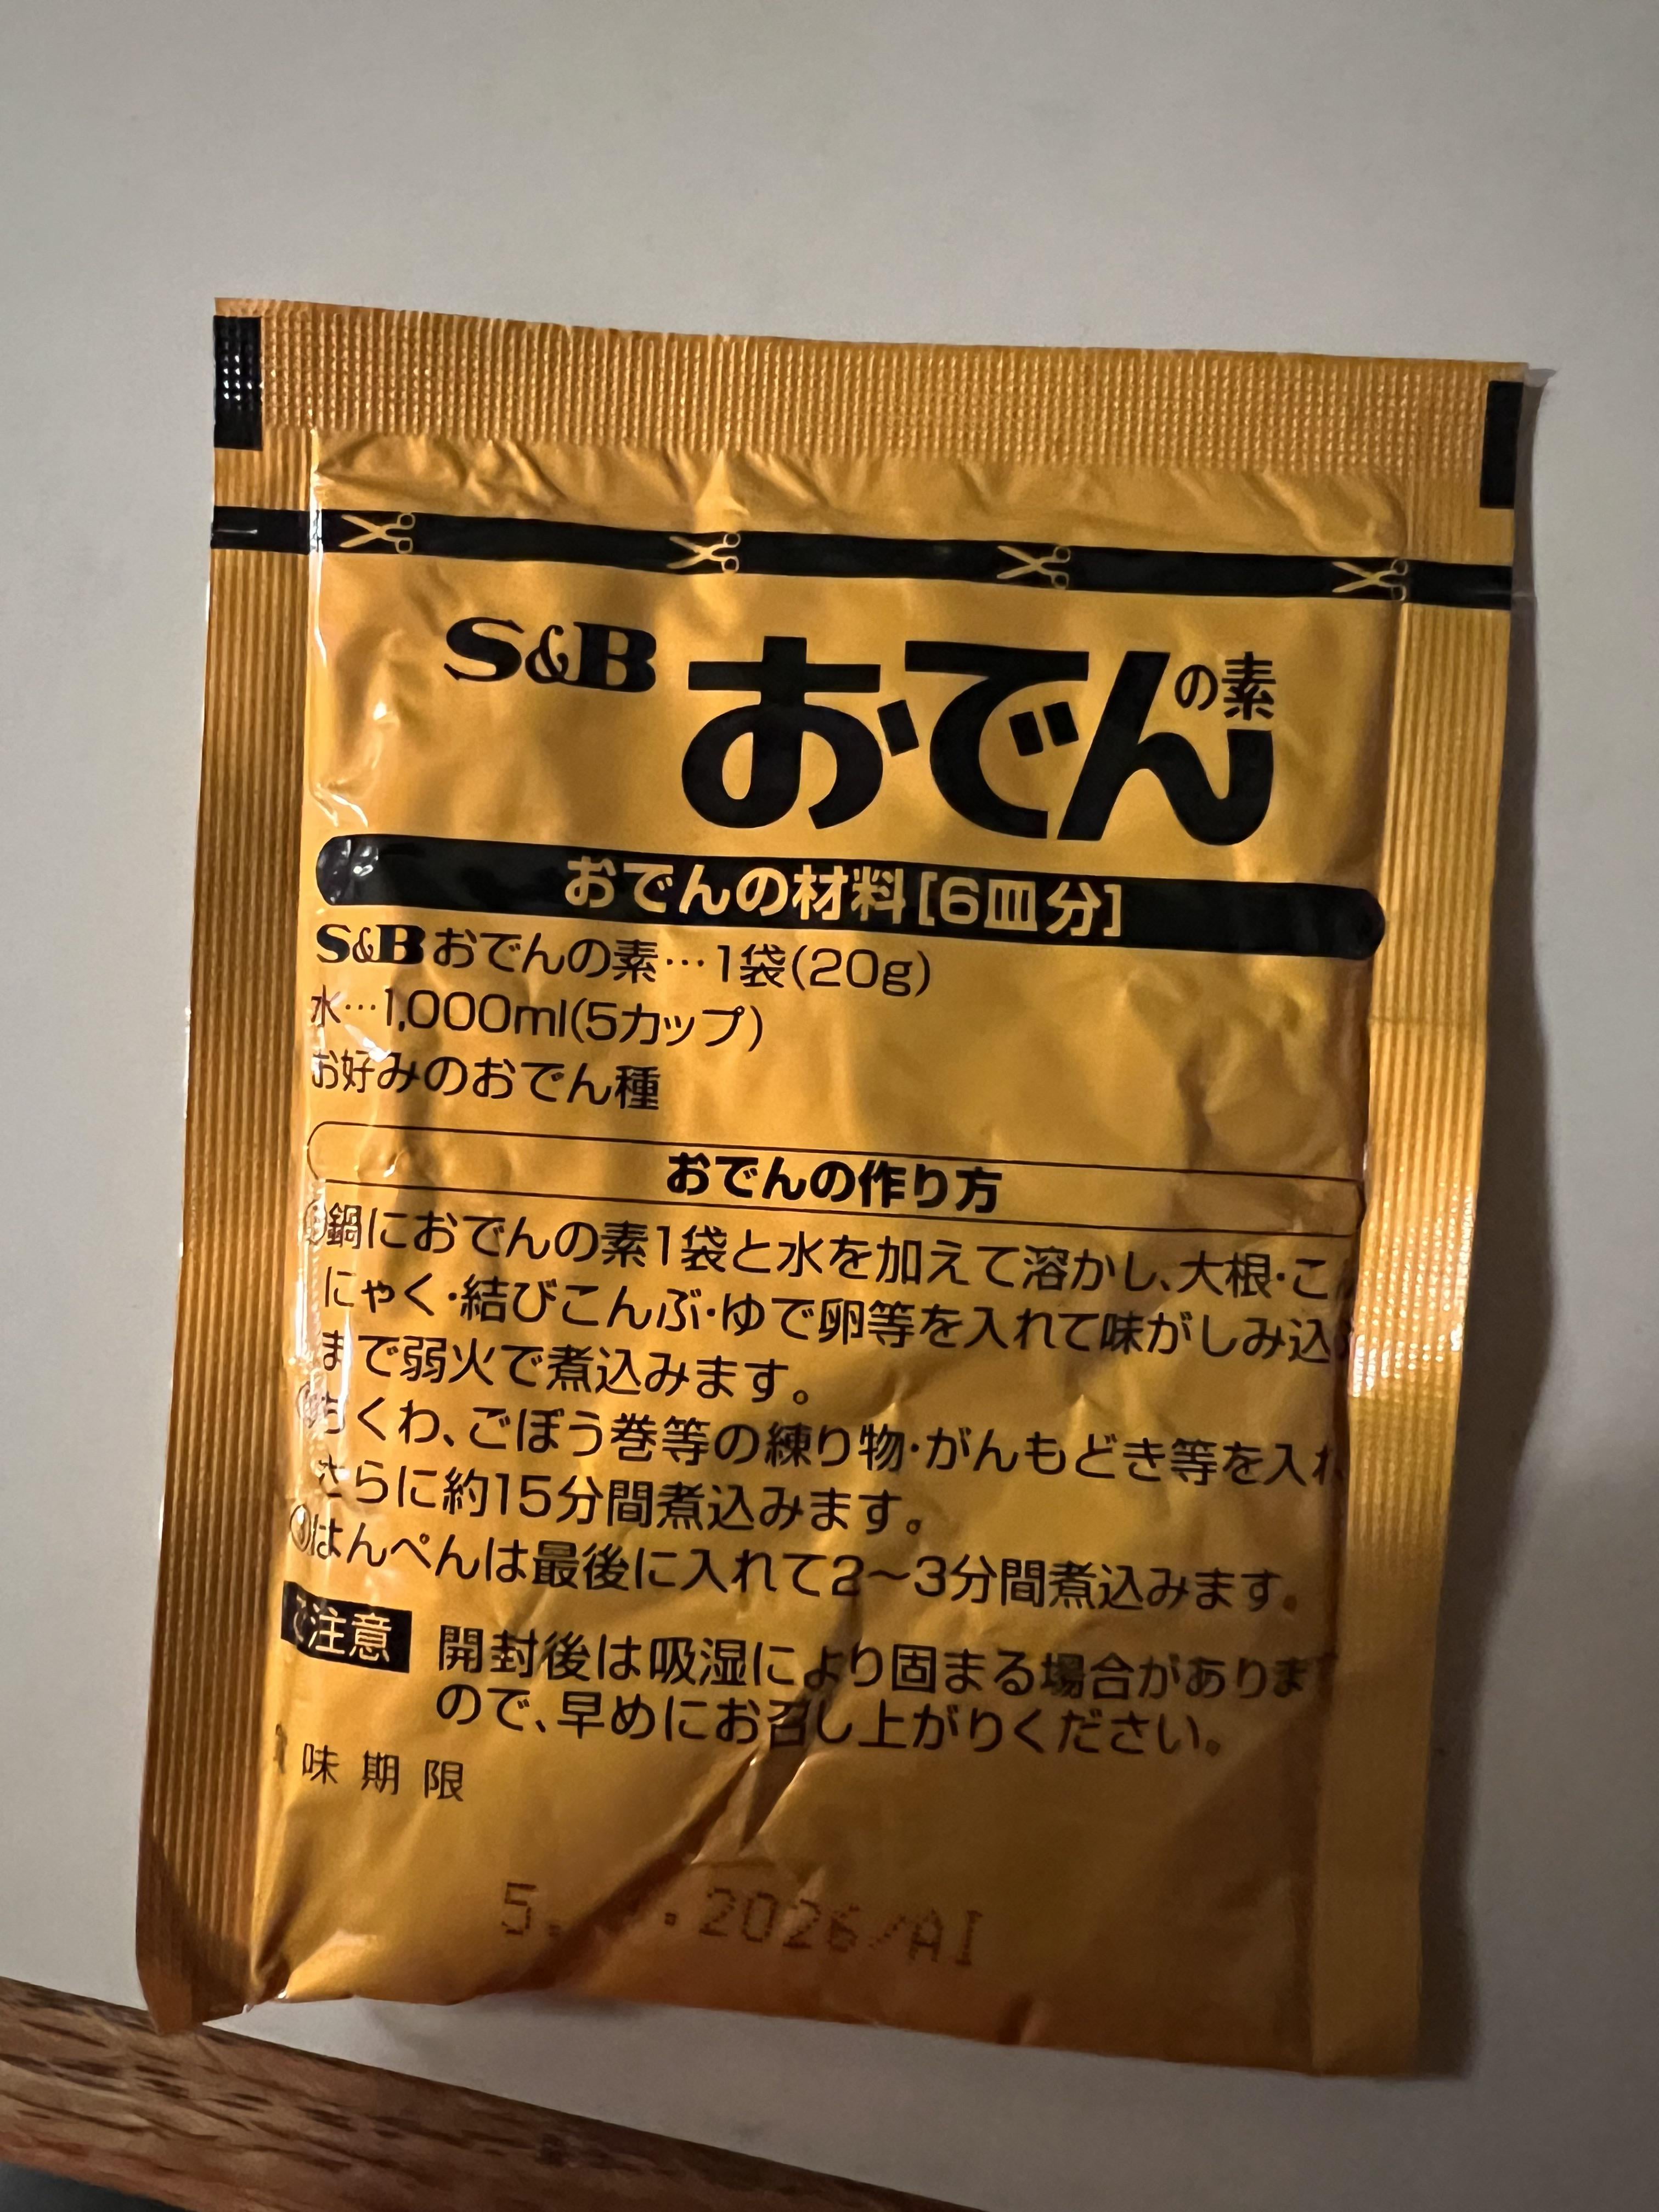 S&B おでんの素
おでんの材料[6皿分]
S&Bおでんの素…1袋(20g)
水…1,000ml(5カップ)
お好みのおでん種
おでんの作り方
鍋におでんの素1袋と水を加えて溶かし、大根・こ
にゃく・結びこんぶ・ゆで卵等を入れて味がしみ込
まで弱火で煮込みます。
ちくわ、ごぼう巻等の練り物・がんもどき等を入れ
さらに約15分間煮込みます。
③はんぺんは最後に入れて2〜3分間煮込みます。
ご注意
開封後は吸湿により固まる場合がありま
ので、早めにお召し上がりください。
味期限
5. .2026/AI